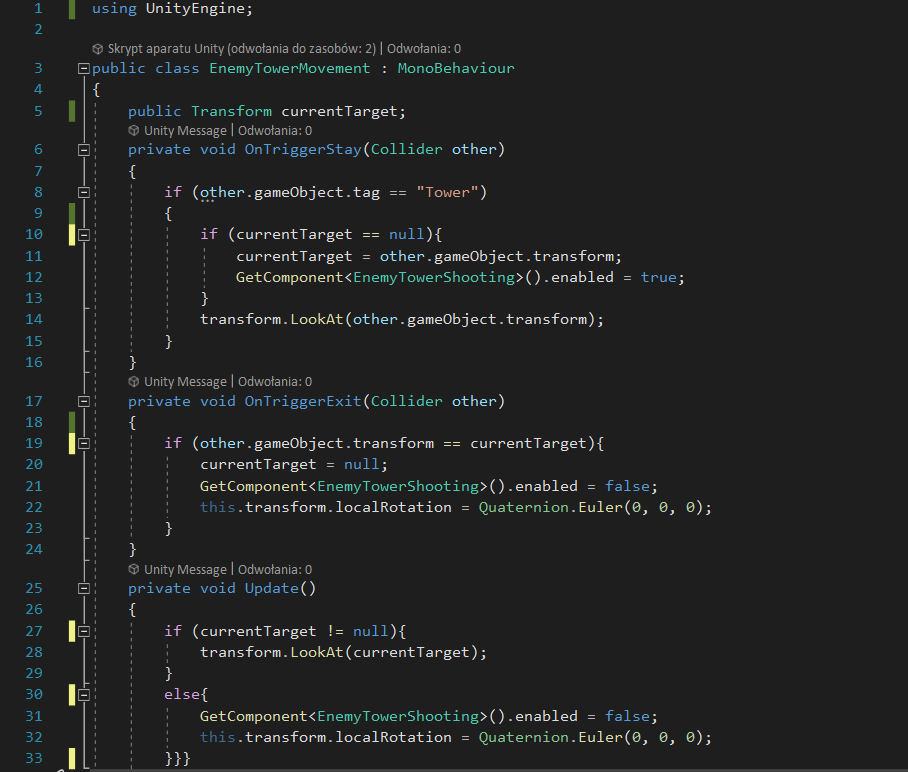 1 using UnityEngine;
2
Skrypt aparatu Unity (odwołania do zasobów: 2) | Odwołania: 0
3 public class EnemyTowerMovement : MonoBehaviour
4 {
5 public Transform currentTarget;
Unity Message | Odwołania: 0
6 private void OnTriggerStay(Collider other)
7 {
8 if (other.gameObject.tag == "Tower")
9 {
10 if (currentTarget == null){
11 currentTarget = other.gameObject.transform;
12 GetComponent<EnemyTowerShooting>().enabled = true;
13 }
14 transform.LookAt(other.gameObject.transform);
15 }
16 }
Unity Message | Odwołania: 0
17 private void OnTriggerExit(Collider other)
18 {
19 if (other.gameObject.transform == currentTarget){
20 currentTarget = null;
21 GetComponent<EnemyTowerShooting>().enabled = false;
22 this.transform.localRotation = Quaternion.Euler(0, 0, 0);
23 }
24 }
Unity Message | Odwołania: 0
25 private void Update()
26 {
27 if (currentTarget != null){
28 transform.LookAt(currentTarget);
29 }
30 else{
31 GetComponent<EnemyTowerShooting>().enabled = false;
32 this.transform.localRotation = Quaternion.Euler(0, 0, 0);
33 }}}